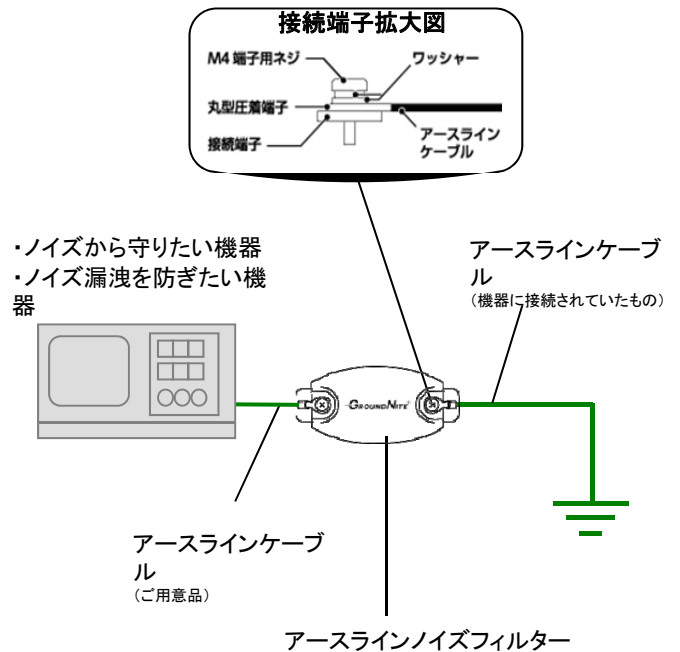 接続端子拡大図
M4 端子用ネジ
ワッシャー
丸型圧着端子
アースライン
ケーブル
接続端子
・ノイズから守りたい機器
・ノイズ漏洩を防ぎたい機
器
アースラインケーブ
ル
（機器に接続されていたもの）
GROUNDNITE
アースラインケーブ
ル
（ご用意品）
アースラインノイズフィルター